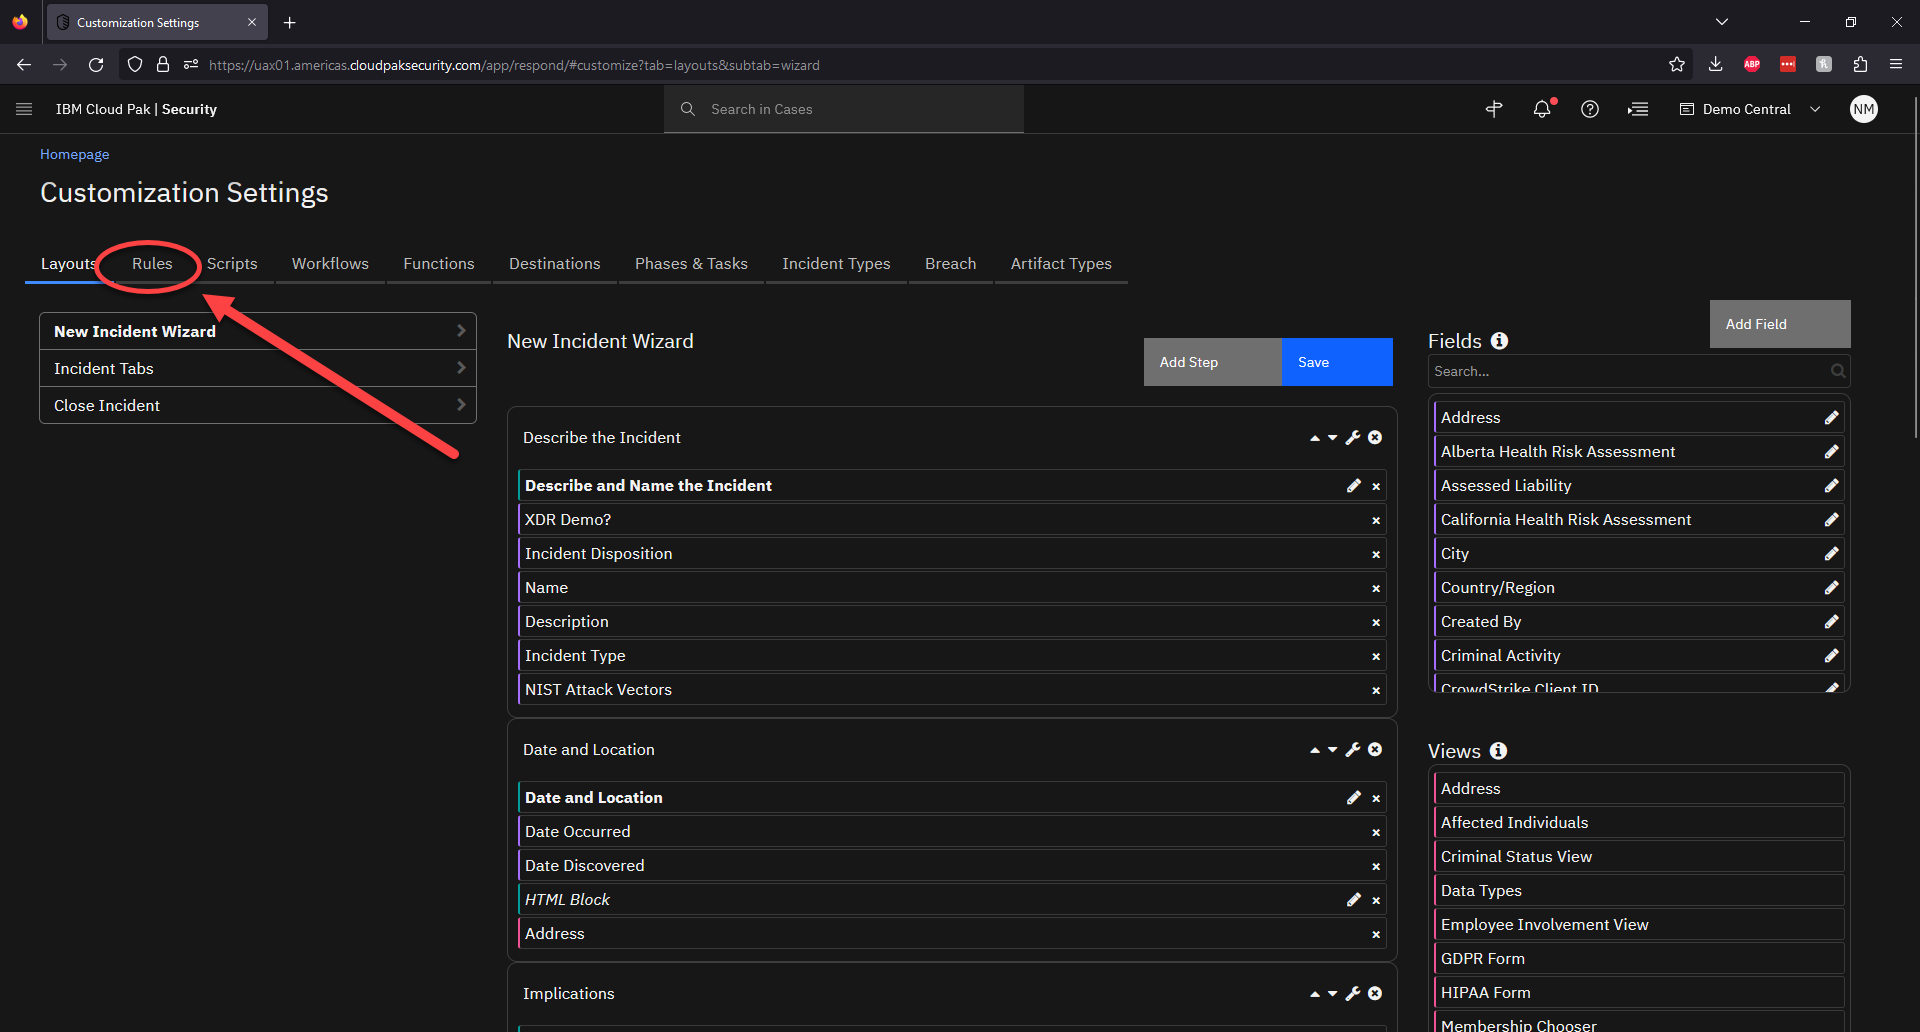 Customization Settings
https://uax01.americas.cloudpaksecurity.com/app/respond/#customize?tab=layouts&subtab=wizard
ABP
IBM Cloud Pak | Security
Search in Cases
Demo Central
NM
Homepage
Customization Settings
Layouts
Rules
Scripts
Workflows
Functions
Destinations
Phases & Tasks
Incident Types
Breach
Artifact Types
New Incident Wizard
Incident Tabs
Close Incident
New Incident Wizard
Add Step
Save
Describe the Incident
Describe and Name the Incident
XDR Demo?
Incident Disposition
Name
Description
Incident Type
NIST Attack Vectors
Date and Location
Date and Location
Date Occurred
Date Discovered
HTML Block
Address
Implications
Fields
Add Field
Search...
Address
Alberta Health Risk Assessment
Assessed Liability
California Health Risk Assessment
City
Country/Region
Created By
Criminal Activity
CrowdStrike Client ID
Views
Address
Affected Individuals
Criminal Status View
Data Types
Employee Involvement View
GDPR Form
HIPAA Form
Membership Chooser